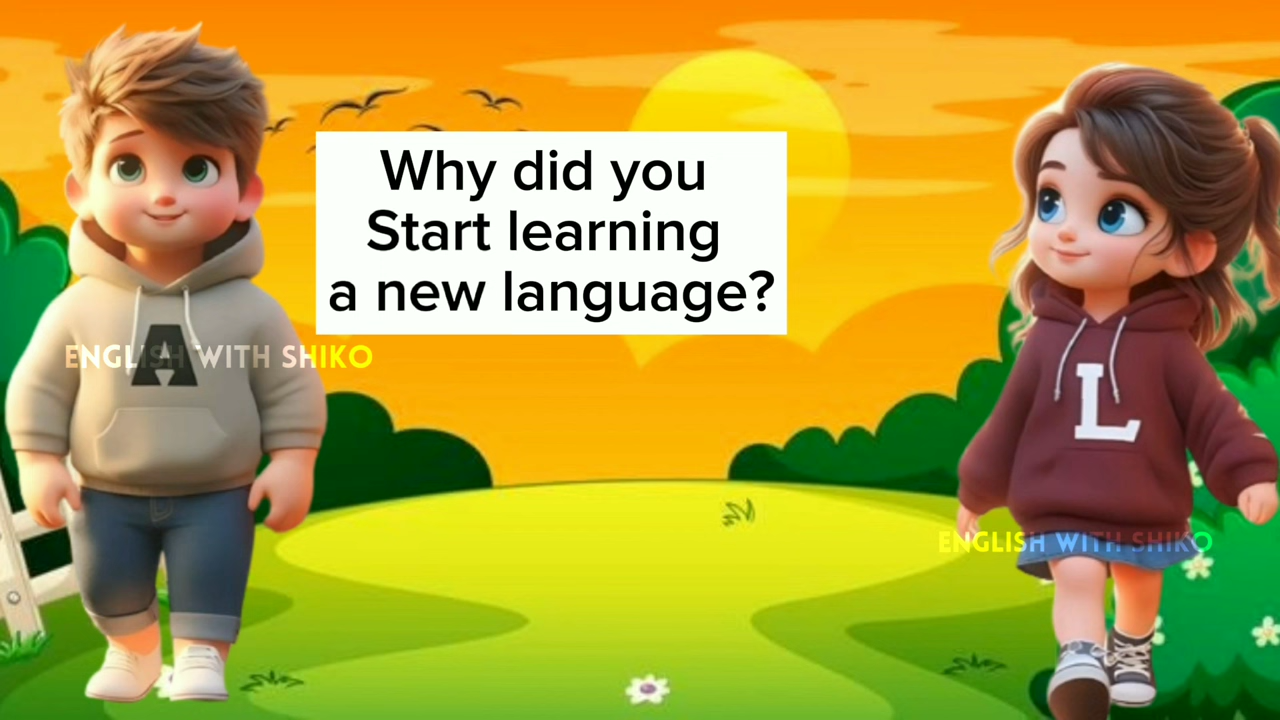 Why did you
Start learning
a new language?
ENGLISH WITH SHIKO
A
L
ENGLISH WITH SHIKO